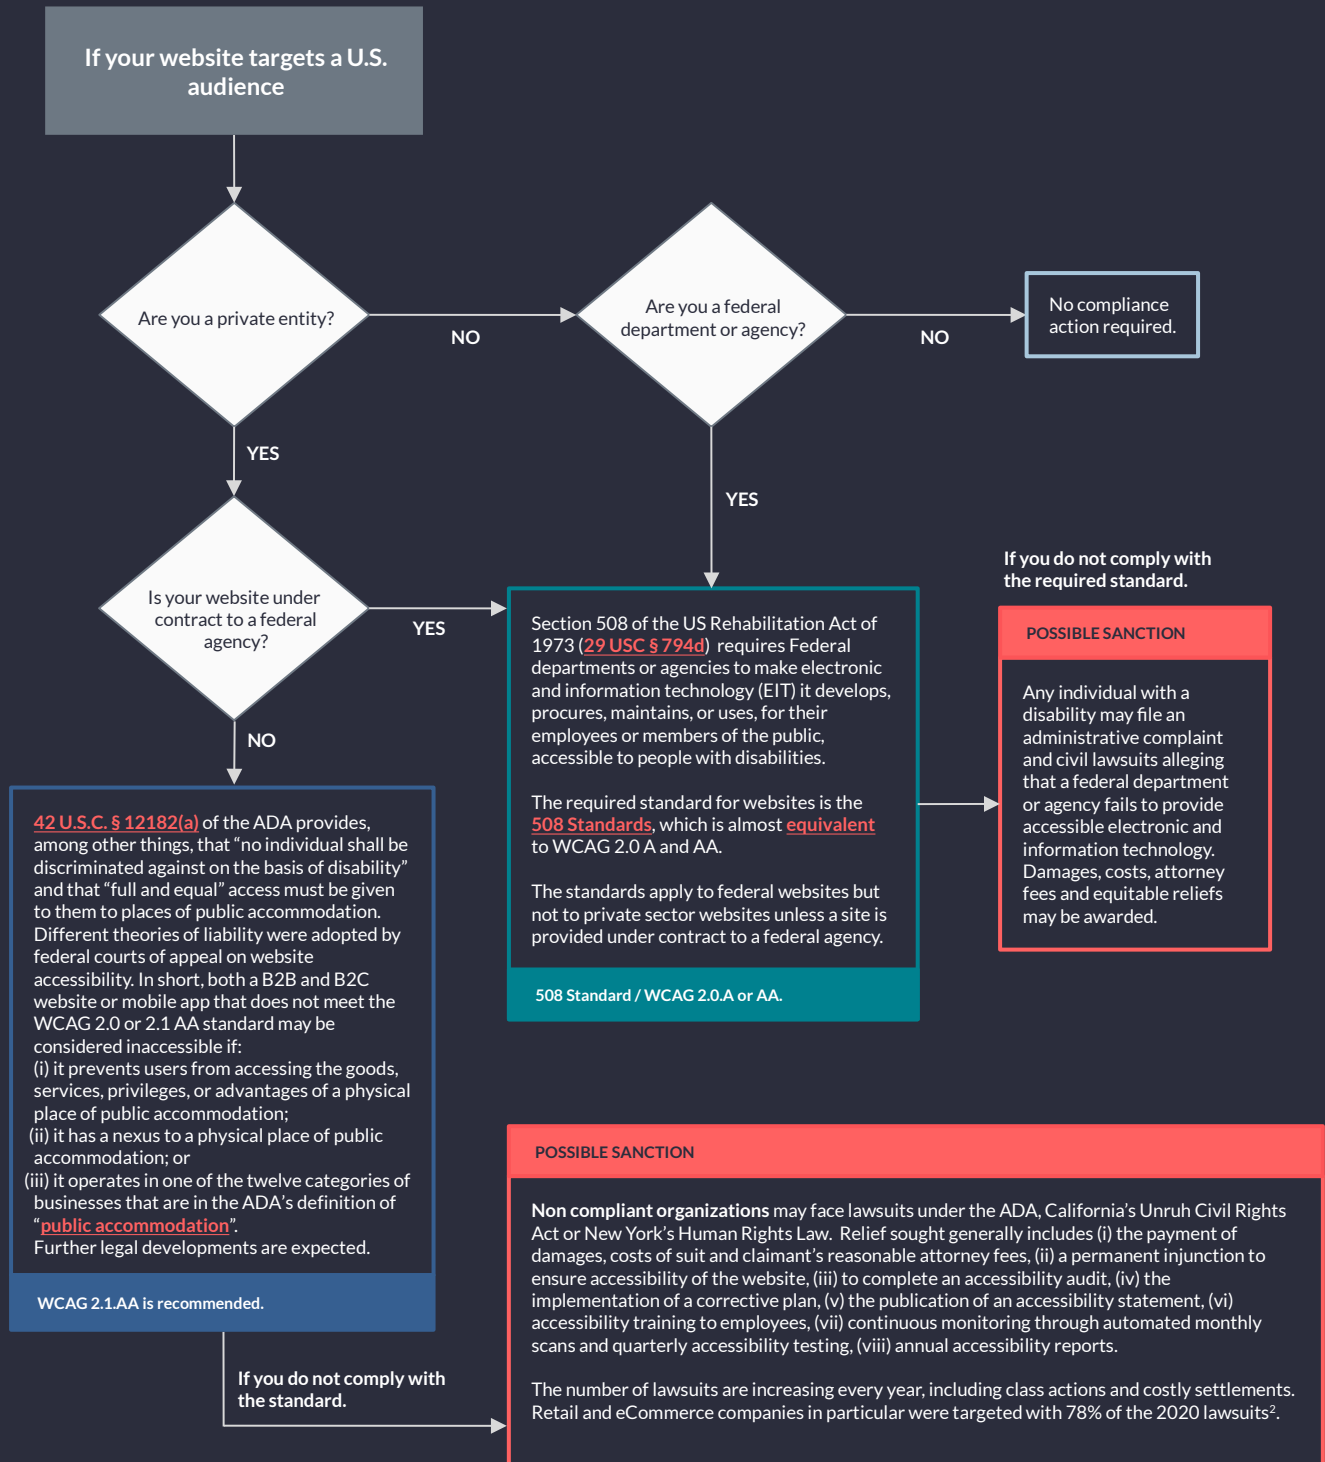 If your website targets a U.S.
audience
Are you a private entity?
NO
Are you a federal
department or agency?
NO
No compliance
action required.
YES
YES
Is your website under
contract to a federal
agency?
YES
NO
Section 508 of the US Rehabilitation Act of
1973 (29 USC § 794d) requires Federal
departments or agencies to make electronic
and information technology (EIT) it develops,
procures, maintains, or uses, for their
employees or members of the public,
accessible to people with disabilities.
The required standard for websites is the
508 Standards, which is almost equivalent
to WCAG 2.0 A and AA.
The standards apply to federal websites but
not to private sector websites unless a site is
provided under contract to a federal agency.
508 Standard / WCAG 2.0.A or AA.
If you do not comply with
the required standard.
POSSIBLE SANCTION
Any individual with a
disability may file an
administrative complaint
and civil lawsuits alleging
that a federal department
or agency fails to provide
accessible electronic and
information technology.
Damages, costs, attorney
fees and equitable reliefs
may be awarded.
42 U.S.C. § 12182(a) of the ADA provides,
among other things, that “no individual shall be
discriminated against on the basis of disability”
and that “full and equal” access must be given
to them to places of public accommodation.
Different theories of liability were adopted by
federal courts of appeal on website
accessibility. In short, both a B2B and B2C
website or mobile app that does not meet the
WCAG 2.0 or 2.1 AA standard may be
considered inaccessible if:
(i) it prevents users from accessing the goods,
services, privileges, or advantages of a physical
place of public accommodation;
(ii) it has a nexus to a physical place of public
accommodation; or
(iii) it operates in one of the twelve categories of
businesses that are in the ADA’s definition of
“public accommodation”.
Further legal developments are expected.
WCAG 2.1.AA is recommended.
If you do not comply with
the standard.
POSSIBLE SANCTION
Non compliant organizations may face lawsuits under the ADA, California’s Unruh Civil Rights
Act or New York’s Human Rights Law. Relief sought generally includes (i) the payment of
damages, costs of suit and claimant’s reasonable attorney fees, (ii) a permanent injunction to
ensure accessibility of the website, (iii) to complete an accessibility audit, (iv) the
implementation of a corrective plan, (v) the publication of an accessibility statement, (vi)
accessibility training to employees, (vii) continuous monitoring through automated monthly
scans and quarterly accessibility testing, (viii) annual accessibility reports.
The number of lawsuits are increasing every year, including class actions and costly settlements.
Retail and eCommerce companies in particular were targeted with 78% of the 2020 lawsuits².